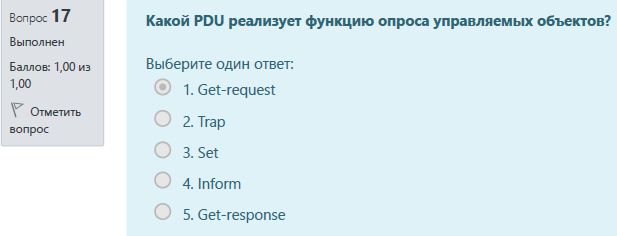 Вопрос 17
Выполнен
Баллов: 1,00 из
1,00
Отметить
вопрос
Какой PDU реализует функцию опроса управляемых объектов?
Выберите один ответ:
1. Get-request
2. Trap
3. Set
4. Inform
5. Get-response